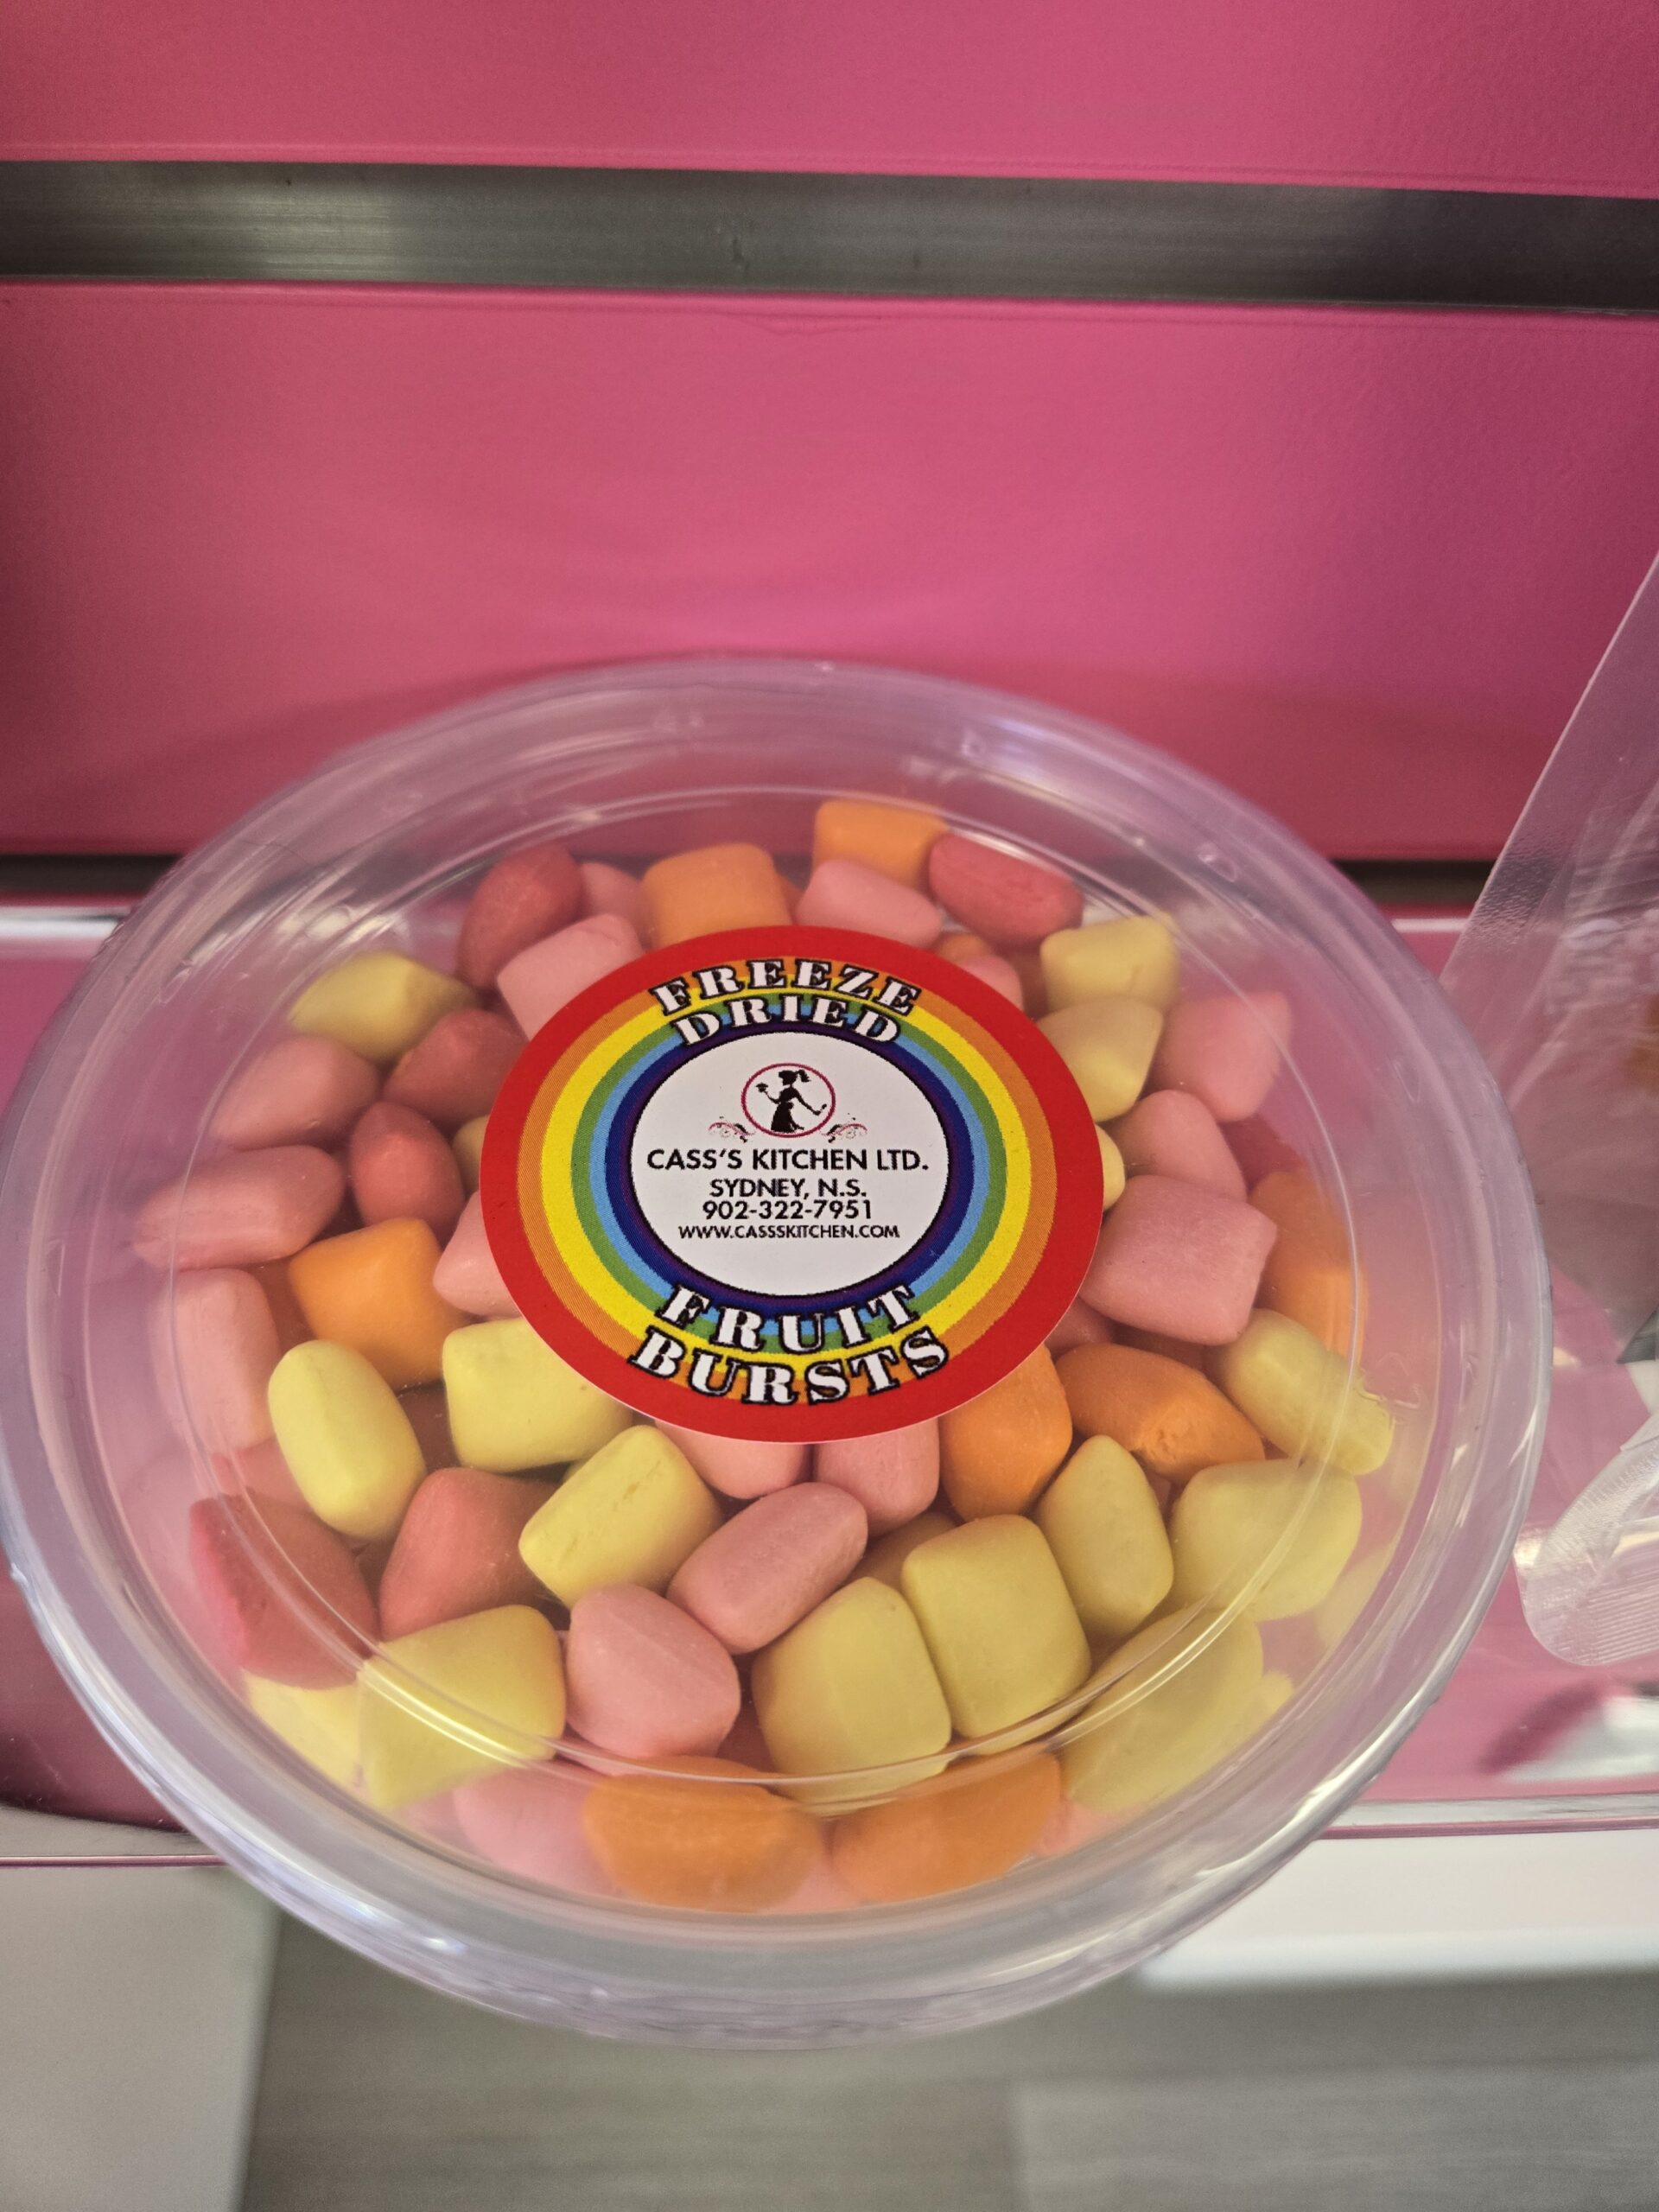 FREEZE
DRIED
CASS'S KITCHEN LTD.
SYDNEY, N.S.
902-322-7951
WWW.CASSSKITCHEN.COM
FRUIT
BURSTS